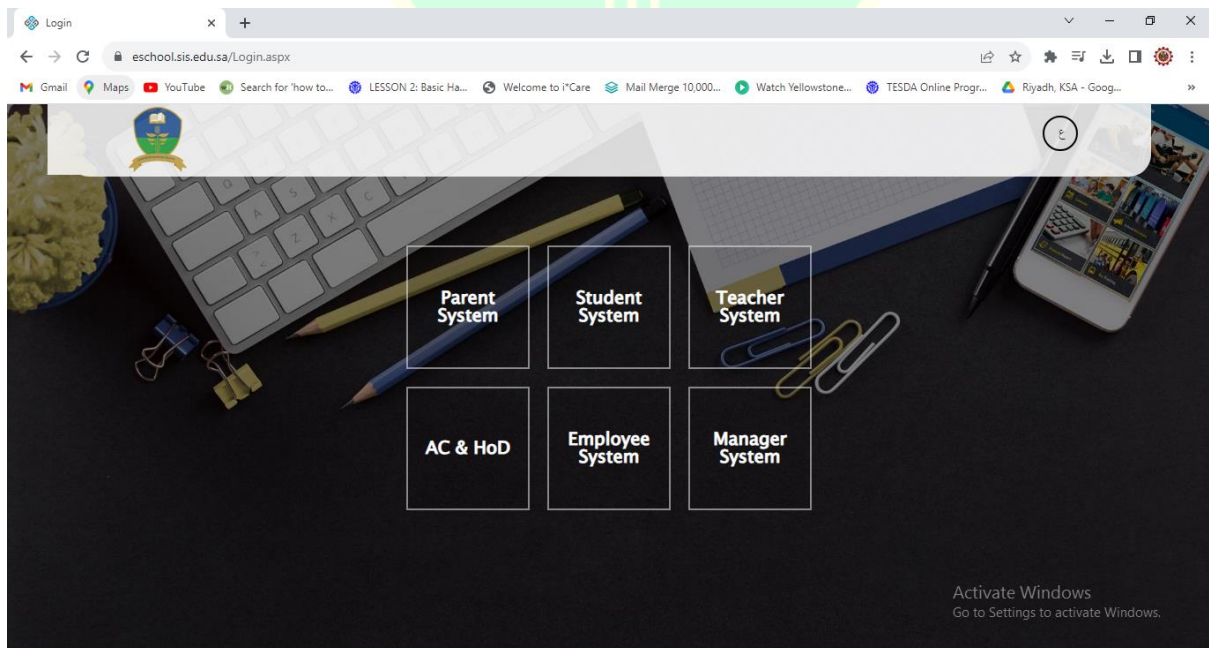 Login
eschool.sis.edu.sa/Login.aspx
Gmail Maps YouTube Search for 'how to... LESSON 2: Basic Ha... Welcome to i*Care Mail Merge 10,000... Watch Yellowstone... TESDA Online Progr... Riyadh, KSA - Goog... »
ع
Parent
System
Student
System
Teacher
System
AC & HoD
Employee
System
Manager
System
Activate Windows
Go to Settings to activate Windows.